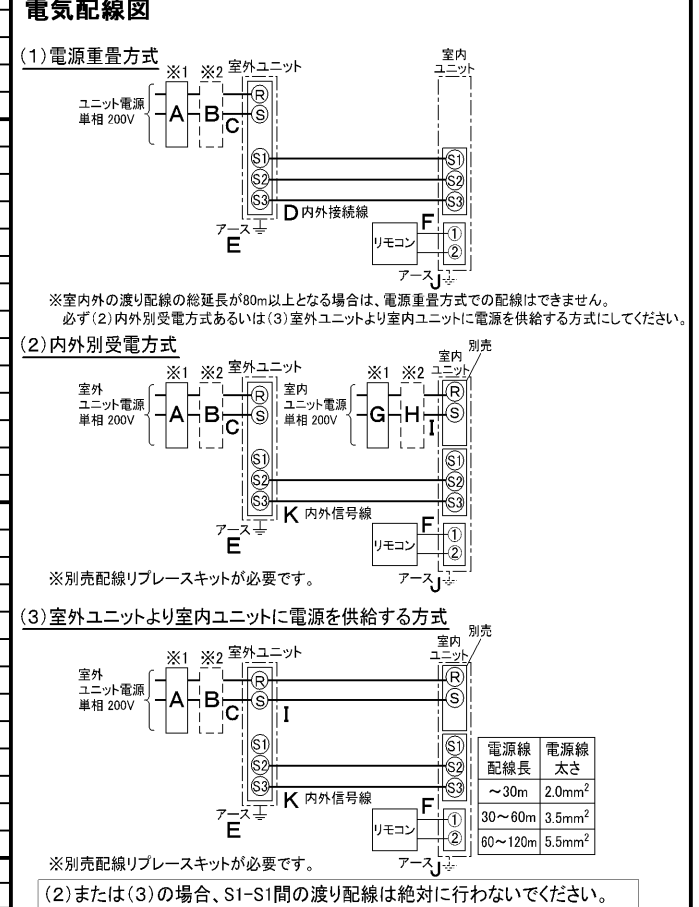 電気配線図
(1)電源重畳方式
※1 ※2 室外ユニット
室内
ユニット
ユニット電源
単相 200V
A B C
R
S
S1 S1
S2 S2
S3 S3
D 内外接続線
アース
E
F
リモコン
①
②
アース J
※室内外の渡り配線の総延長が80m以上となる場合は、電源重畳方式での配線はできません。
必ず(2)内外別受電方式あるいは(3)室外ユニットより室内ユニットに電源を供給する方式にしてください。
(2)内外別受電方式
※1 ※2 室外ユニット
※1 ※2
室内
ユニット
別売
室外
ユニット電源
単相 200V
A B C
R
S
室内
ユニット電源
単相 200V
G H I
R
S
S1 S1
S2 S2
S3 S3
K 内外信号線
アース
E
F
リモコン
①
②
アース J
※別売配線リプレースキットが必要です。
(3)室外ユニットより室内ユニットに電源を供給する方式
※1 ※2 室外ユニット
室内
ユニット
別売
室外
ユニット電源
単相 200V
A B C
R R
S S
I
S1 S1
S2 S2
S3 S3
K 内外信号線
アース
E
F
リモコン
①
②
アース J
電源線 電源線
配線長 太さ
～30m 2.0mm²
30～60m 3.5mm²
60～120m 5.5mm²
※別売配線リプレースキットが必要です。
(2)または(3)の場合、S1-S1間の渡り配線は絶対に行わないでください。